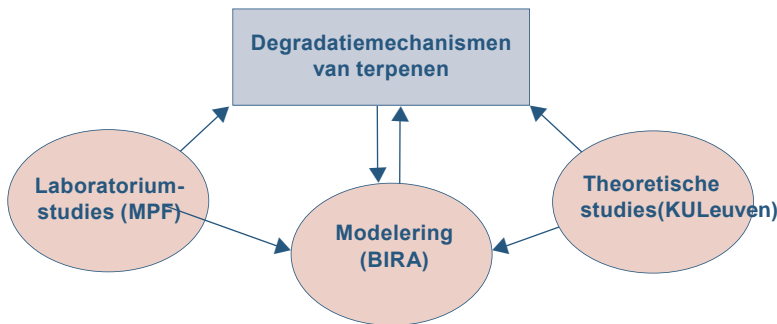 Degradatiemechanismen
van terpenen
Laboratorium-
studies (MPF)
Modelering
(BIRA)
Theoretische
studies(KULeuven)